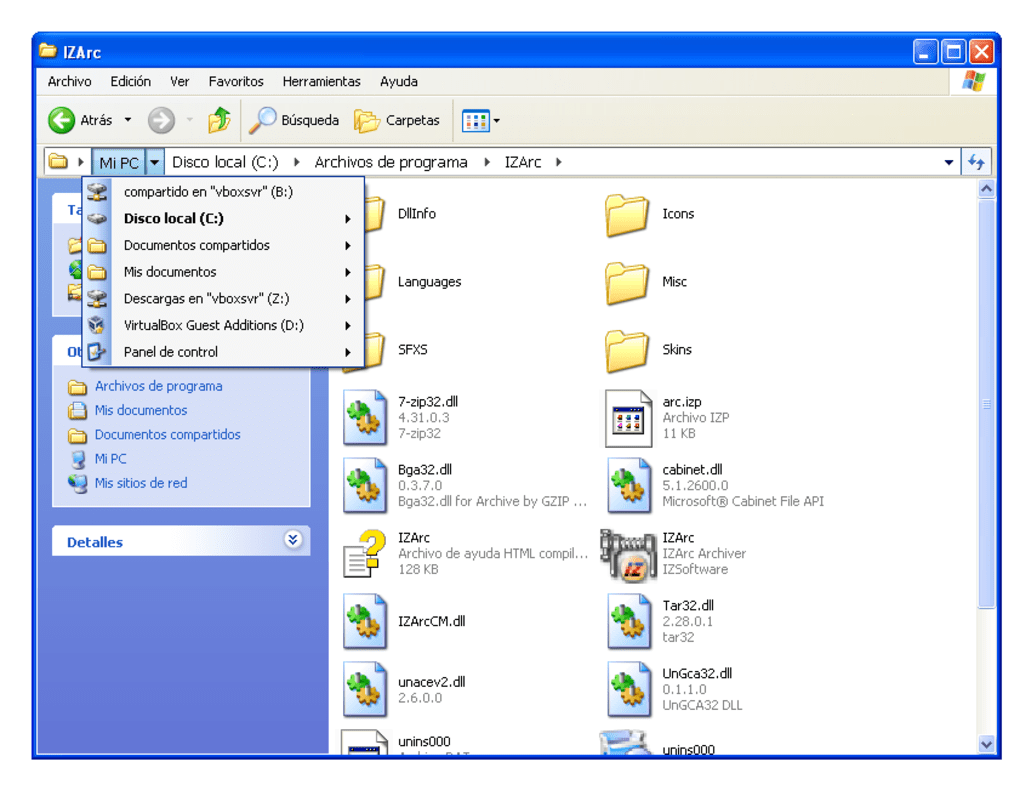 IZArc
Archivo Edición Ver Favoritos Herramientas Ayuda
Atrás Búsqueda Carpetas
Mi PC Disco local (C:) Archivos de programa IZArc
compartido en "vboxsvr" (B:)
Disco local (C:)
Documentos compartidos
Mis documentos
Descargas en "vboxsvr" (Z:)
VirtualBox Guest Additions (D:)
Panel de control
Archivos de programa
Mis documentos
Documentos compartidos
Mi PC
Mis sitios de red
Detalles
DllInfo
Icons
Languages
Misc
SFXS
Skins
7-zip32.dll
4.31.0.3
7-zip32
arc.izp
Archivo IZP
11 KB
Bga32.dll
0.3.7.0
Bga32.dll for Archive by GZIP ...
cabinet.dll
5.1.2600.0
Microsoft® Cabinet File API
IZArc
Archivo de ayuda HTML compil...
128 KB
IZArc
IZArc Archiver
IZSoftware
IZArcCM.dll
Tar32.dll
2.28.0.1
tar32
unacev2.dll
2.6.0.0
UnGca32.dll
0.1.1.0
UnGCA32 DLL
unins000
unins000